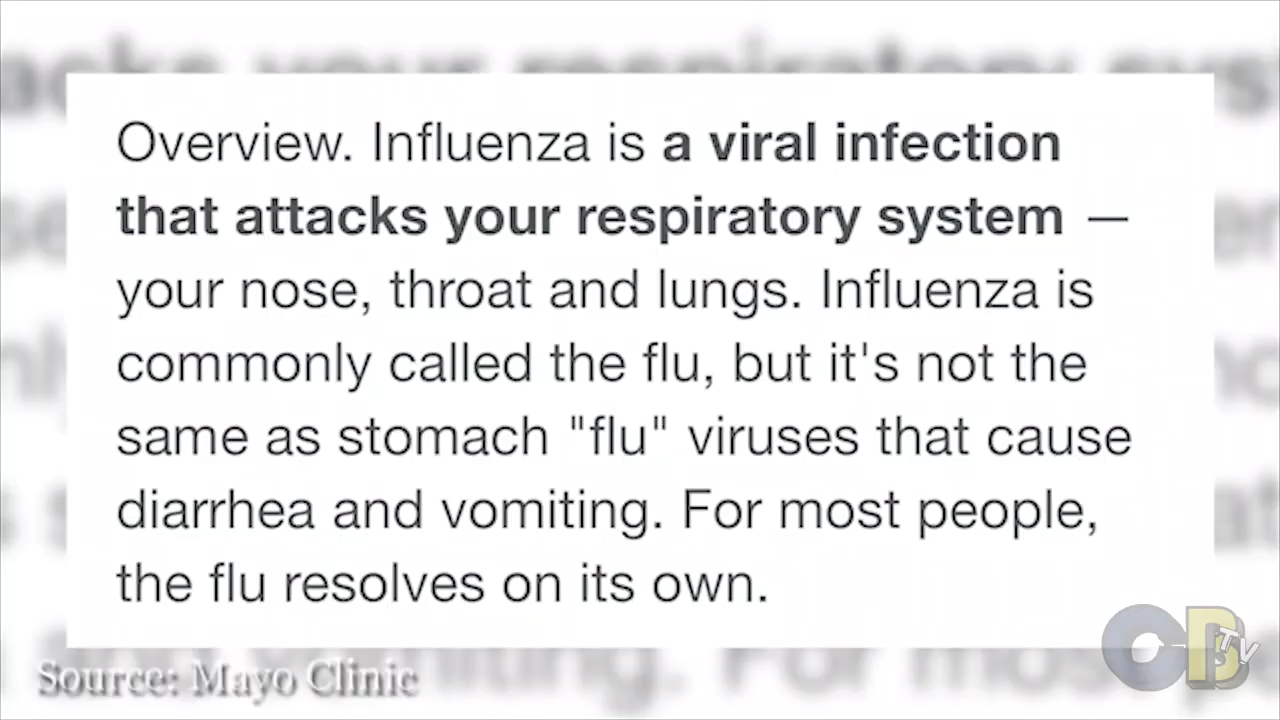 Overview. Influenza is a viral infection
that attacks your respiratory system —
your nose, throat and lungs. Influenza is
commonly called the flu, but it's not the
same as stomach "flu" viruses that cause
diarrhea and vomiting. For most people,
the flu resolves on its own.
Source: Mayo Clinic
CBTV